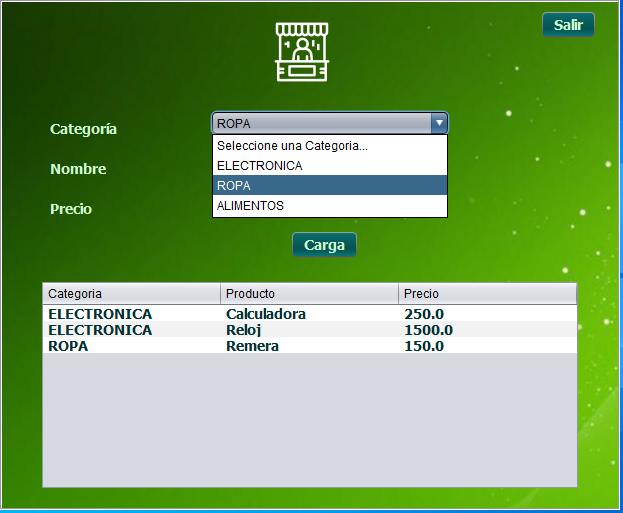 Salir
Categoría ROPA
Seleccione una Categoria...
Nombre ELECTRONICA
ROPA
Precio ALIMENTOS
Carga
Categoria Producto Precio
ELECTRONICA Calculadora 250.0
ELECTRONICA Reloj 1500.0
ROPA Remera 150.0